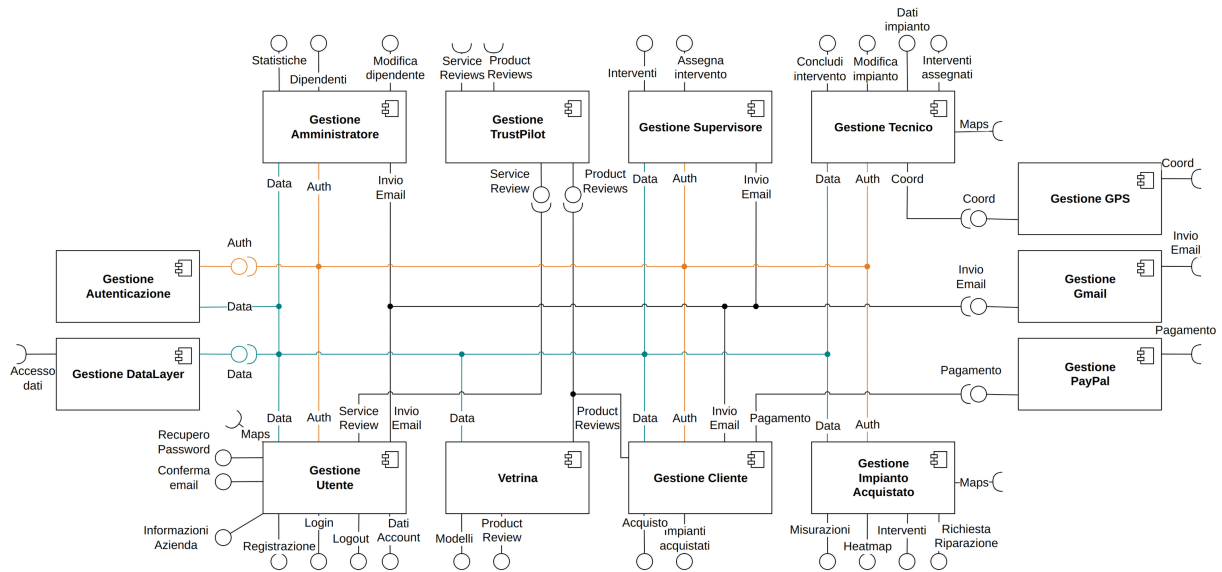 Statistiche
Dipendenti
Modifica
dipendente
Service
Reviews
Product
Reviews
Interventi
Assegna
intervento
Concludi
intervento
Modifica
impianto
Dati
impianto
Interventi
assegnati
Gestione
Amministratore
Gestione
TrustPilot
Gestione Supervisore
Gestione Tecnico
Maps
Data
Auth
Invio
Email
Service
Review
Product
Reviews
Data
Auth
Invio
Email
Data
Auth
Coord
Coord
Gestione GPS
Coord
Auth
Gestione
Autenticazione
Data
Invio
Email
Gestione
Gmail
Invio
Email
Accesso
dati
Gestione DataLayer
Data
Pagamento
Gestione
PayPal
Pagamento
Maps
Data
Auth
Service
Review
Invio
Email
Data
Product
Reviews
Data
Auth
Invio
Email
Pagamento
Data
Auth
Recupero
Password
Conferma
email
Informazioni
Azienda
Gestione
Utente
Vetrina
Gestione Cliente
Gestione
Impianto
Acquistato
Maps
Registrazione
Login
Logout
Dati
Account
Modelli
Product
Review
Acquisto
Impianti
acquistati
Misurazioni
Heatmap
Interventi
Richiesta
Riparazione